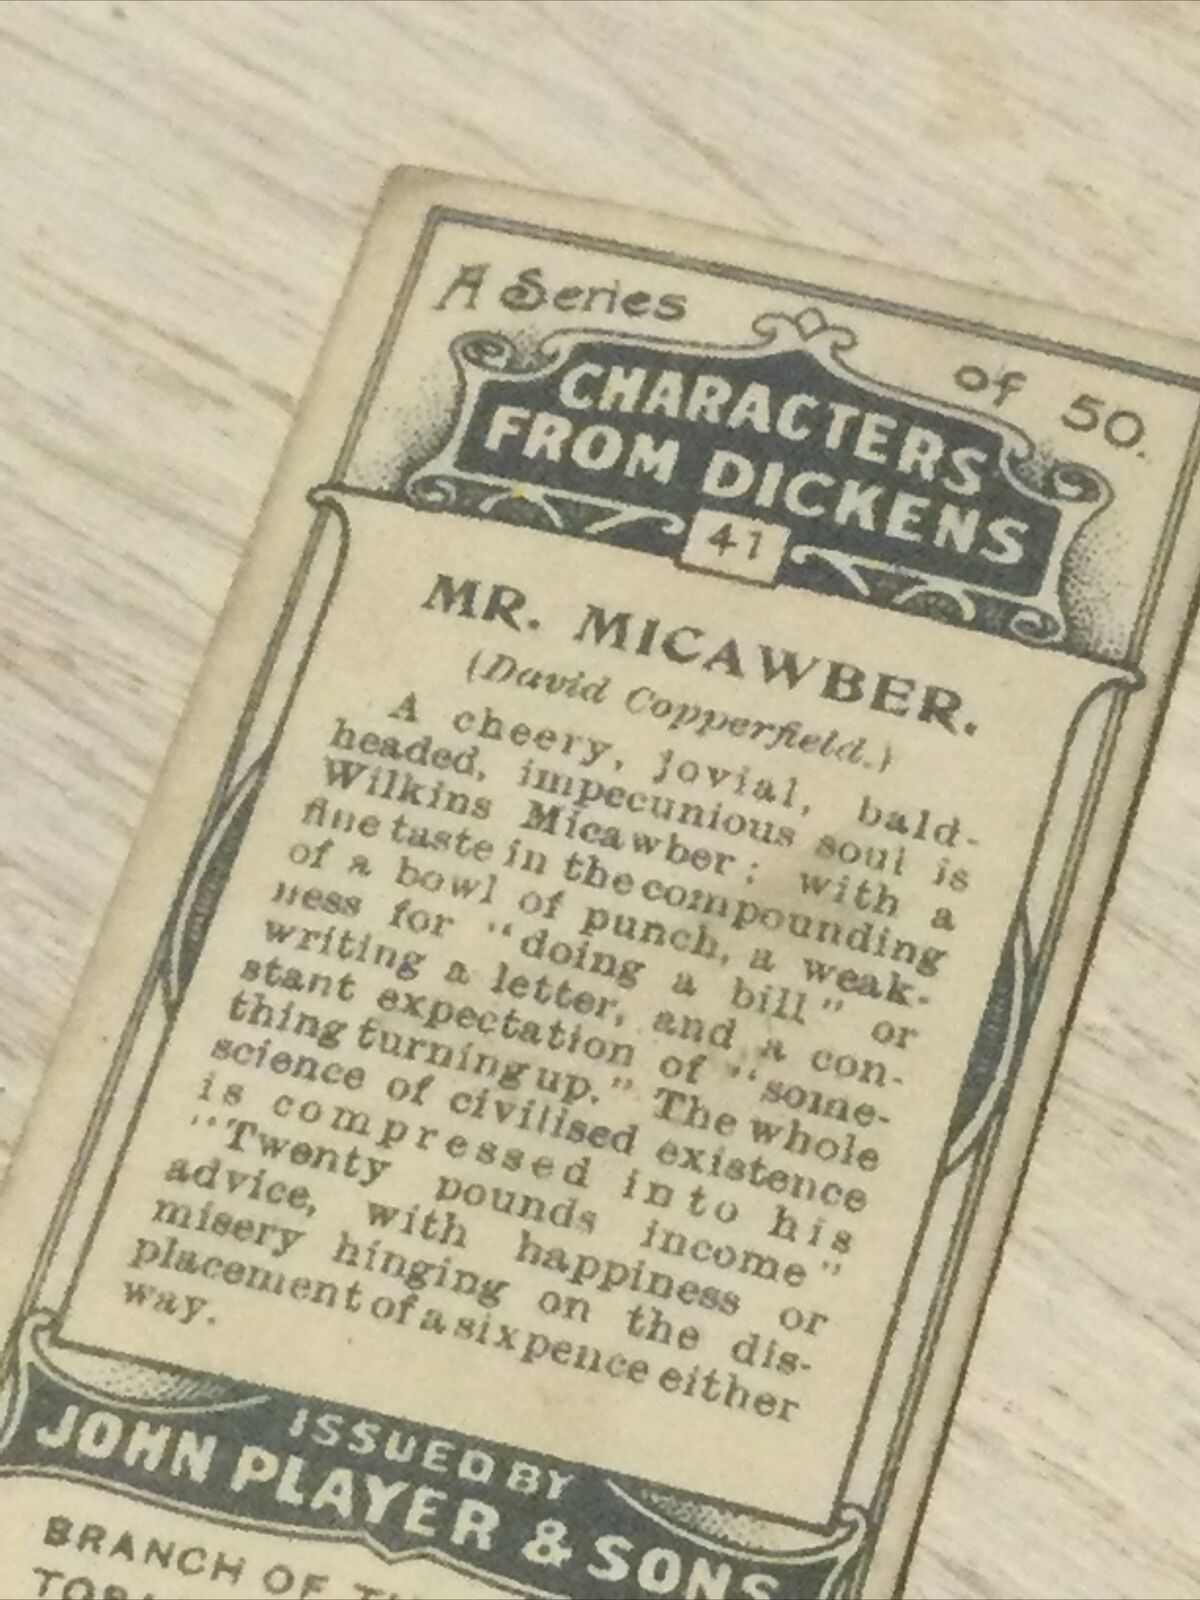 A Series of 50.
CHARACTERS
FROM DICKENS
41
MR. MICAWBER.
(David Copperfield.)
A cheery, jovial, bald-
headed, impecunious soul is
Wilkins Micawber; with a
fine taste in the compounding
of a bowl of punch, a weak-
ness for "doing a bill" or
writing a letter, and a con-
stant expectation of "some-
thing turning up." The whole
science of civilised existence
is compressed into his
"Twenty pounds income"
advice, with happiness or
misery hinging on the dis-
placement of a sixpence either
way.
ISSUED BY
JOHN PLAYER & SONS
BRANCH OF